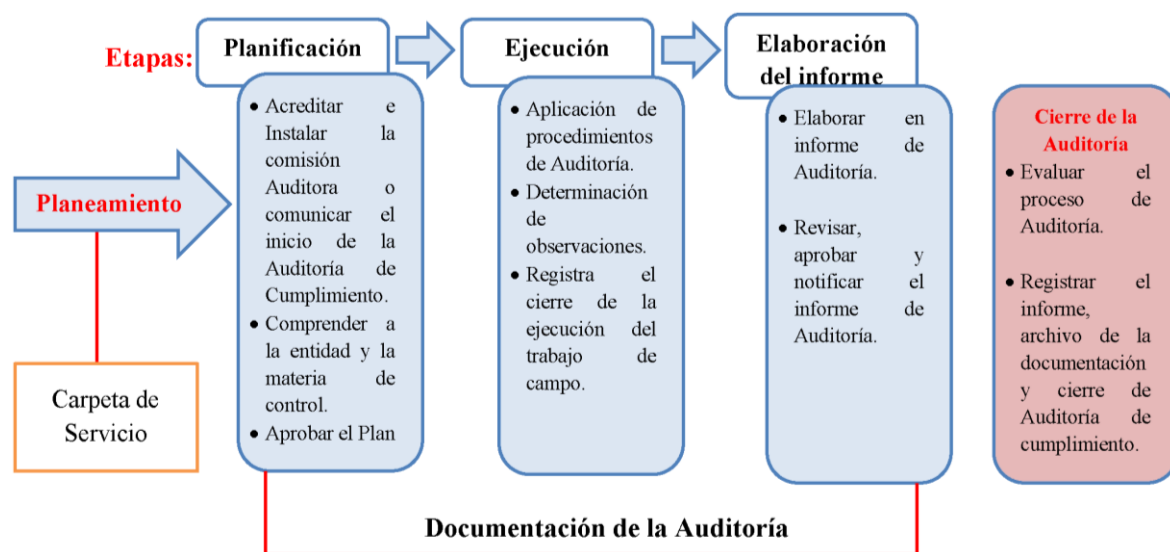 Etapas:
Planificación
Ejecución
Elaboración
del informe
Planeamiento
Carpeta de
Servicio
• Acreditar e
Instalar la
comisión
Auditora o
comunicar el
inicio de la
Auditoría de
Cumplimiento.
• Comprender a
la entidad y la
materia de
control.
• Aprobar el Plan
• Aplicación de
procedimientos
de Auditoría.
• Determinación
de
observaciones.
• Registra el
cierre de la
ejecución del
trabajo de
campo.
• Elaborar en
informe de
Auditoría.
• Revisar,
aprobar y
notificar el
informe de
Auditoría.
Cierre de la
Auditoría
• Evaluar el
proceso de
Auditoría.
• Registrar el
informe,
archivo de la
documentación
y cierre de
Auditoría de
cumplimiento.
Documentación de la Auditoría